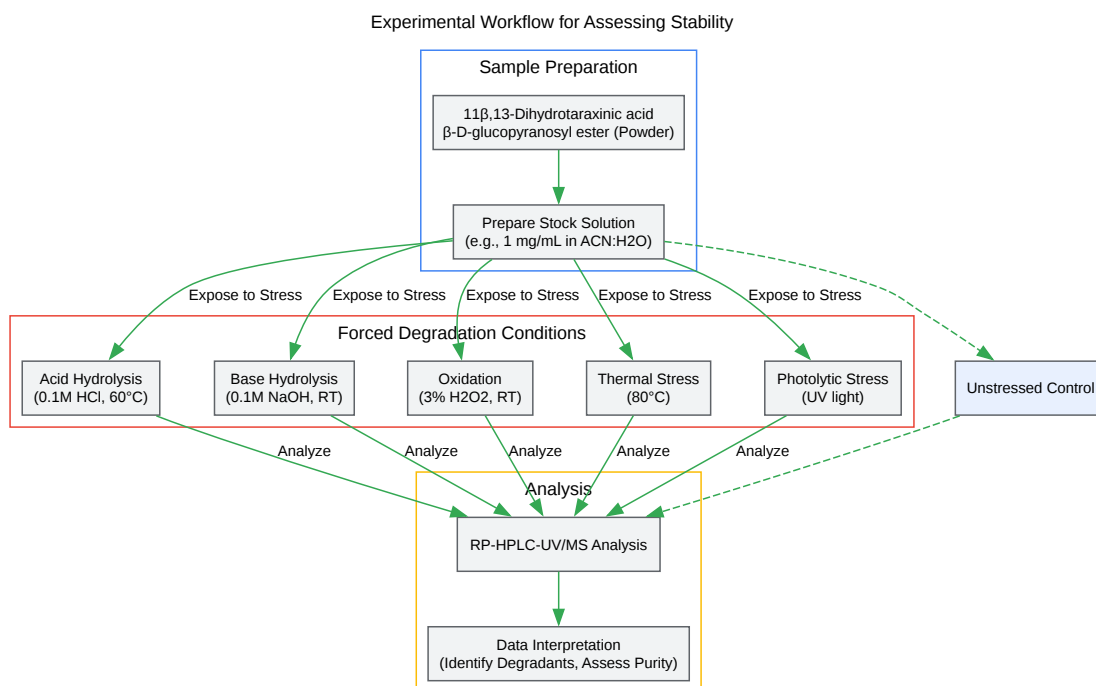 Experimental Workflow for Assessing Stability
Sample Preparation
11β,13-Dihydrotaraxinic acid
β-D-glucopyranosyl ester (Powder)
Prepare Stock Solution
(e.g., 1 mg/mL in ACN:H2O)
Expose to Stress
Expose to Stress
Expose to Stress
Expose to Stress
Expose to Stress
Forced Degradation Conditions
Acid Hydrolysis
(0.1M HCl, 60°C)
Base Hydrolysis
(0.1M NaOH, RT)
Oxidation
(3% H2O2, RT)
Thermal Stress
(80°C)
Photolytic Stress
(UV light)
Unstressed Control
Analyze
Analyze
Analyze
Analyze
Analyze
Analysis
RP-HPLC-UV/MS Analysis
Data Interpretation
(Identify Degradants, Assess Purity)